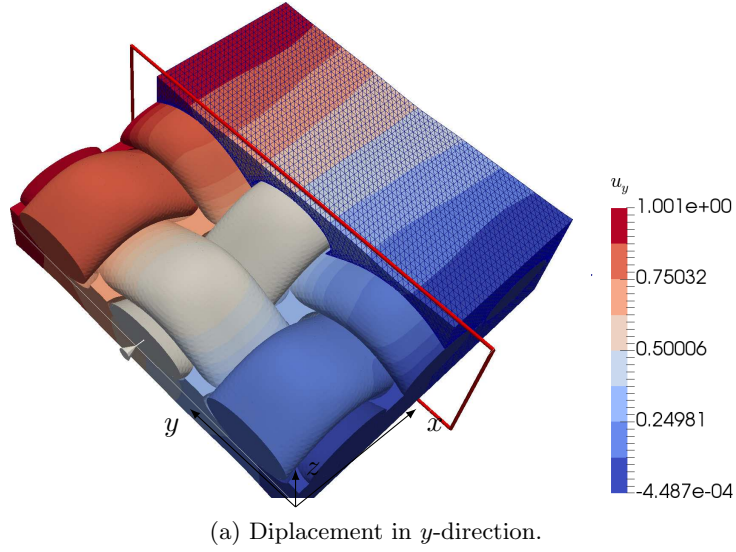 u_y
1.001e+00
0.75032
0.50006
0.24981
-4.487e-04
y
x
z
(a) Diplacement in y-direction.